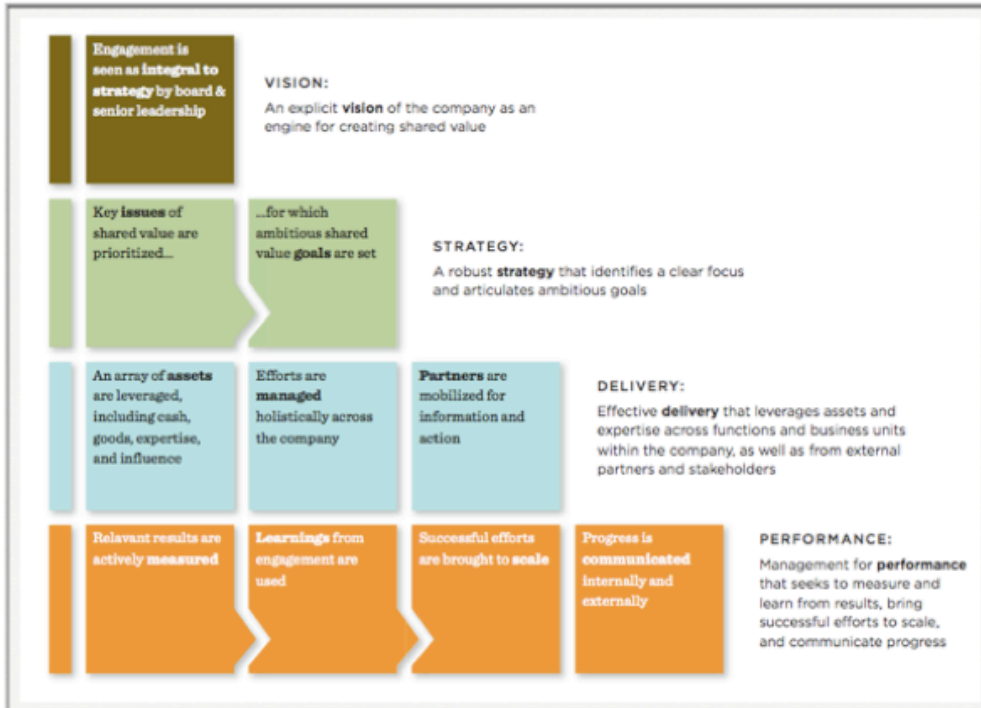 Engagement is
seen as integral to
strategy by board &
senior leadership
VISION:
An explicit vision of the company as an
engine for creating shared value
Key issues of
shared value are
prioritized...
...for which
ambitious shared
value goals are set
STRATEGY:
A robust strategy that identifies a clear focus
and articulates ambitious goals
An array of assets
are leveraged,
including cash,
goods, expertise,
and influence
Efforts are
managed
holistically across
the company
Partners are
mobilized for
information and
action
DELIVERY:
Effective delivery that leverages assets and
expertise across functions and business units
within the company, as well as from external
partners and stakeholders
Relavant results are
actively measured
Learnings from
engagement are
used
Successful efforts
are brought to scale
Progress is
communicated
internally and
externally
PERFORMANCE:
Management for performance
that seeks to measure and
learn from results, bring
successful efforts to scale,
and communicate progress